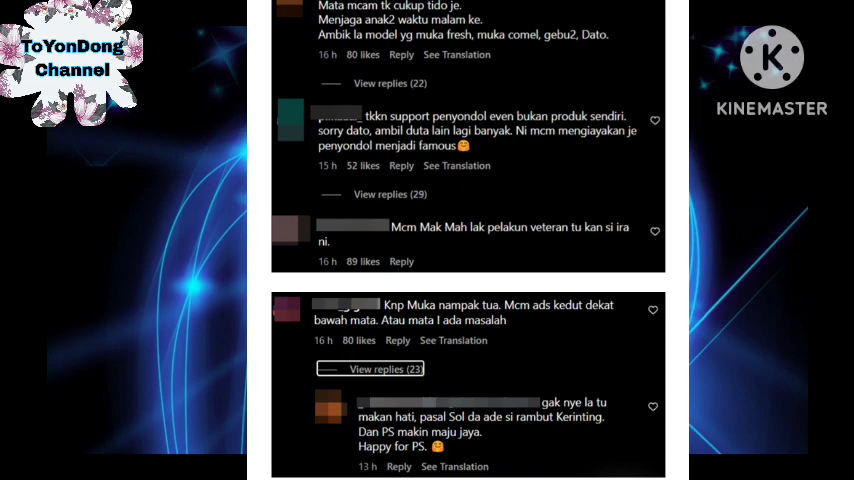 ToYonDong
Channel
Mata mcam tk cukup tido je.
Menjaga anak2 waktu malam ke.
Ambik la model yg muka fresh, muka comel, gebu2, Dato.
16 h 80 likes Reply See Translation
View replies (22)
tkkn support penyondol even bukan produk sendiri.
sorry dato, ambil duta lain lagi banyak. Ni mcm mengiayakan je
penyondol menjadi famous🤗
15 h 52 likes Reply See Translation
View replies (29)
Mcm Mak Mah lak pelakun veteran tu kan si ira
ni.
16 h 89 likes Reply
Knp Muka nampak tua. Mcm ads kedut dekat
bawah mata. Atau mata I ada masalah
16 h 80 likes Reply See Translation
View replies (23)
gak nye la tu
makan hati, pasal Sol da ade si rambut Kerinting.
Dan PS makin maju jaya.
Happy for PS. 🤗
13 h Reply See Translation
K
KINEMASTER